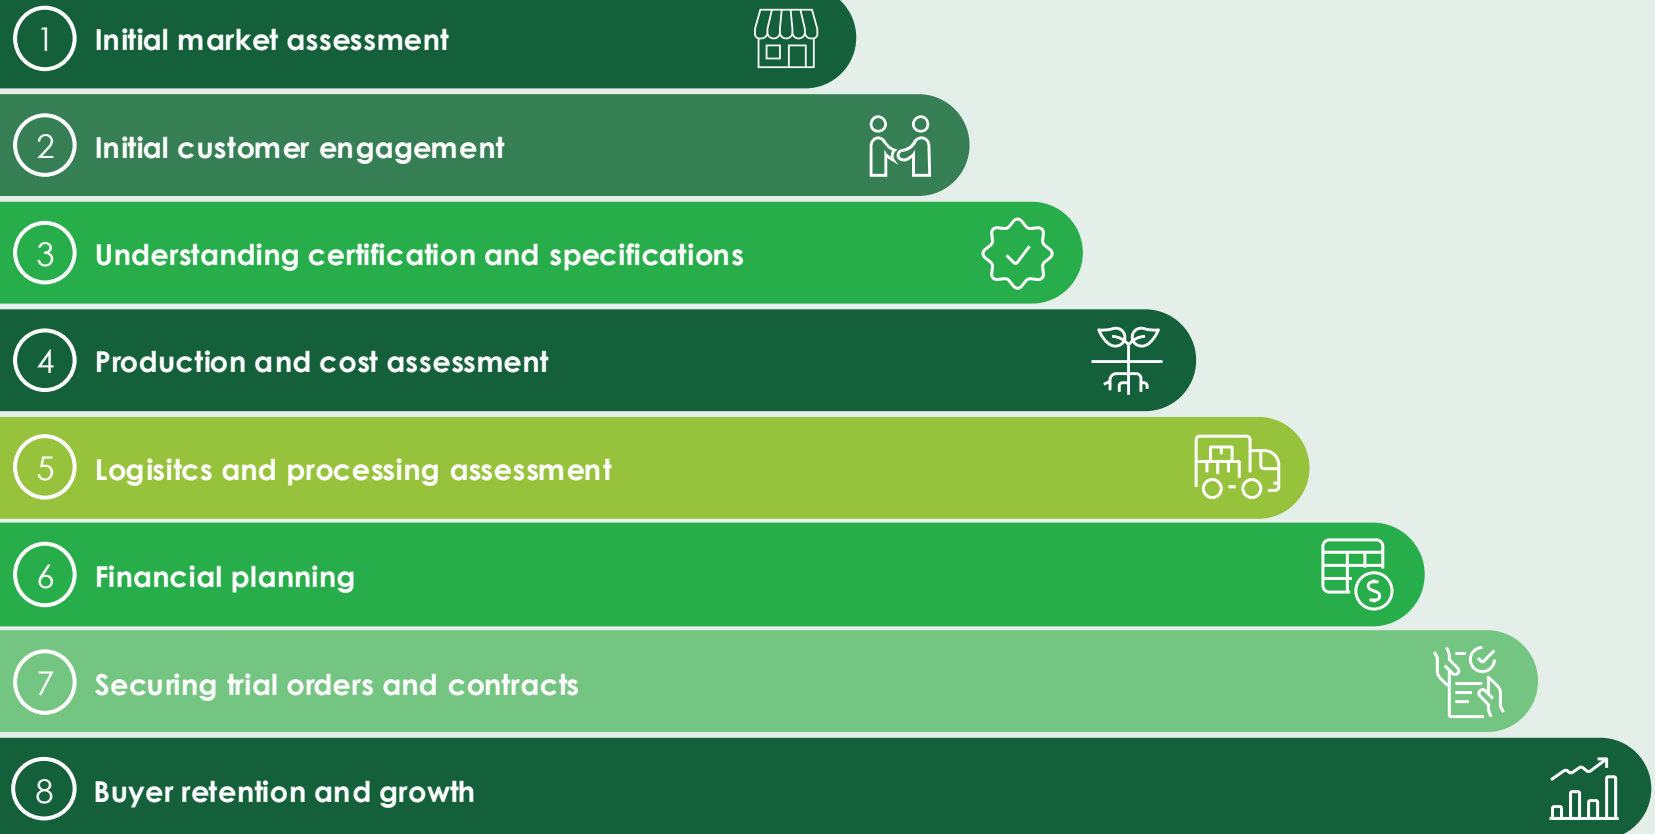 1 Initial market assessment
2 Initial customer engagement
3 Understanding certification and specifications
4 Production and cost assessment
5 Logisitcs and processing assessment
6 Financial planning
$
7 Securing trial orders and contracts
8 Buyer retention and growth